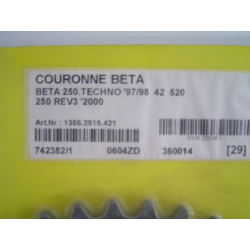 COURONNE BETA
BETA 250.TECHNO '97/98 42 520
250 REV3 '2000
Art. Nr.: 1355.2515.421
742382/1 0604ZD 360014 [29]